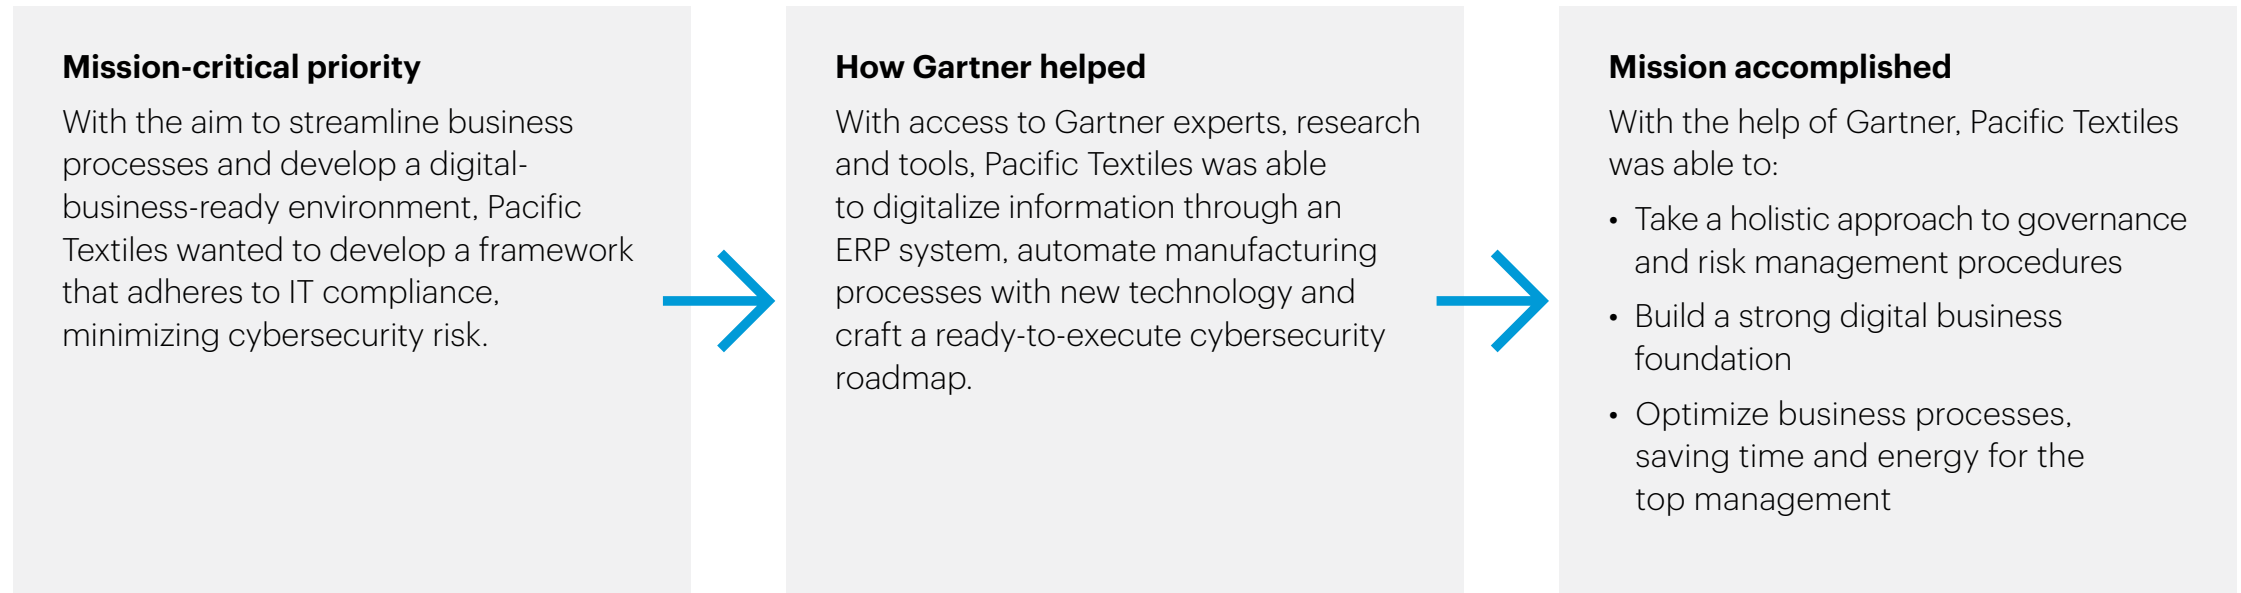 Mission-critical priority
With the aim to streamline business
processes and develop a digital-
business-ready environment, Pacific
Textiles wanted to develop a framework
that adheres to IT compliance,
minimizing cybersecurity risk.
How Gartner helped
With access to Gartner experts, research
and tools, Pacific Textiles was able
to digitalize information through an
ERP system, automate manufacturing
processes with new technology and
craft a ready-to-execute cybersecurity
roadmap.
Mission accomplished
With the help of Gartner, Pacific Textiles
was able to:
• Take a holistic approach to governance
and risk management procedures
• Build a strong digital business
foundation
• Optimize business processes,
saving time and energy for the
top management